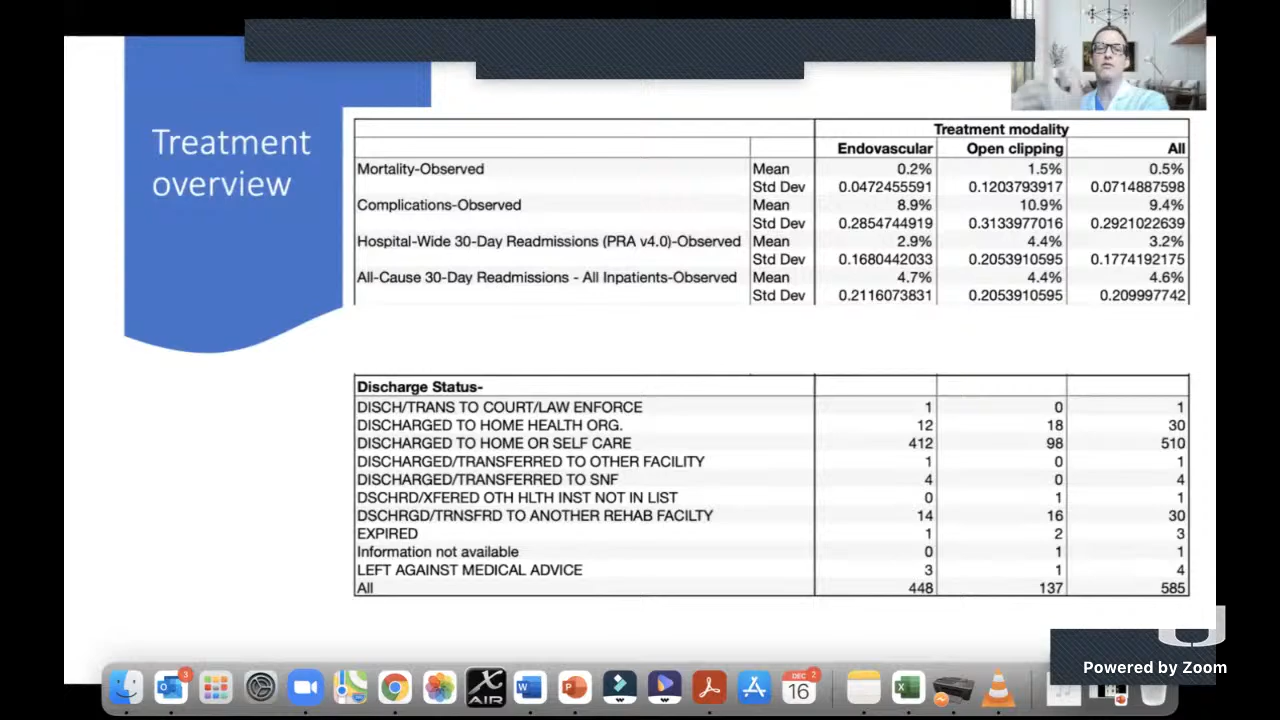 Treatment
overview
Treatment modality
Endovascular Open clipping All
Mortality-Observed Mean 0.2% 1.5% 0.5%
Std Dev 0.0472455591 0.1203793917 0.0714887598
Complications-Observed Mean 8.9% 10.9% 9.4%
Std Dev 0.2854744919 0.3133977016 0.2921022639
Hospital-Wide 30-Day Readmissions (PRA v4.0)-Observed Mean 2.9% 4.4% 3.2%
Std Dev 0.1680442033 0.2053910595 0.1774192175
All-Cause 30-Day Readmissions - All Inpatients-Observed Mean 4.7% 4.4% 4.6%
Std Dev 0.2116073831 0.2053910595 0.209997742
Discharge Status-
DISCH/TRANS TO COURT/LAW ENFORCE 1 0 1
DISCHARGED TO HOME HEALTH ORG. 12 18 30
DISCHARGED TO HOME OR SELF CARE 412 98 510
DISCHARGED/TRANSFERRED TO OTHER FACILITY 1 0 1
DISCHARGED/TRANSFERRED TO SNF 4 0 4
DSCHRD/XFERED OTH HLTH INST NOT IN LIST 0 1 1
DSCHRGD/TRNSFRD TO ANOTHER REHAB FACILTY 14 16 30
EXPIRED 1 2 3
Information not available 0 1 1
LEFT AGAINST MEDICAL ADVICE 3 1 4
All 448 137 585
Powered by Zoom
3
X AIR
W
P
DEC 2
16
X